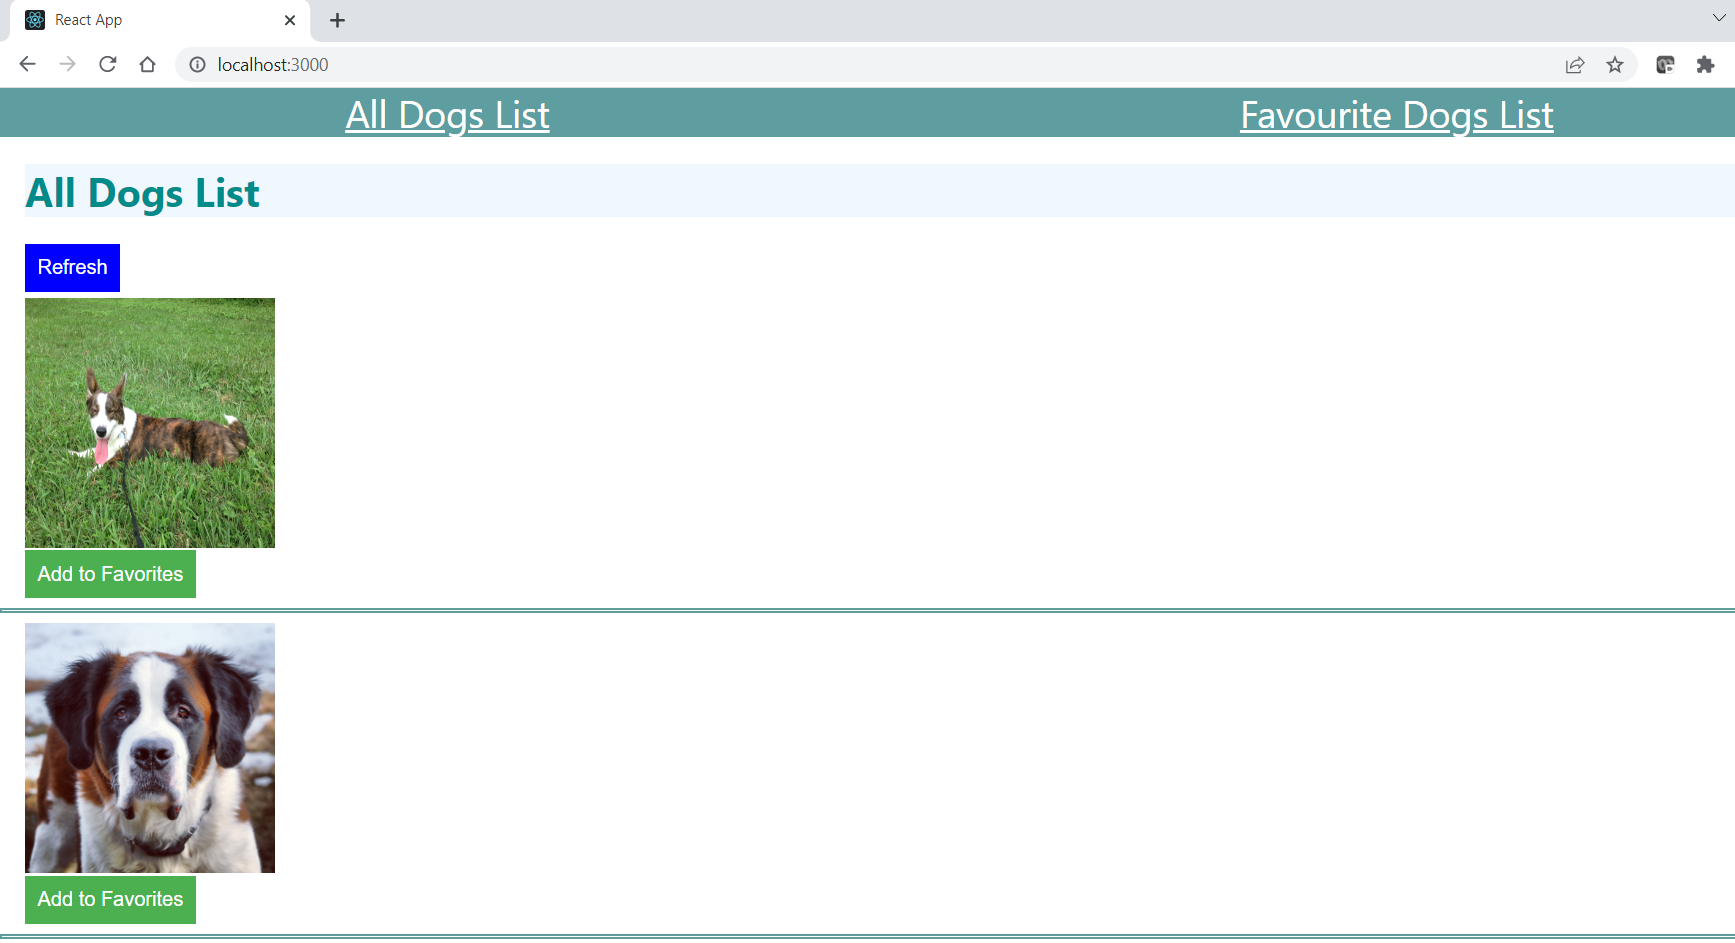 React App
localhost:3000
All Dogs List
Favourite Dogs List
All Dogs List
Refresh
Add to Favorites
Add to Favorites